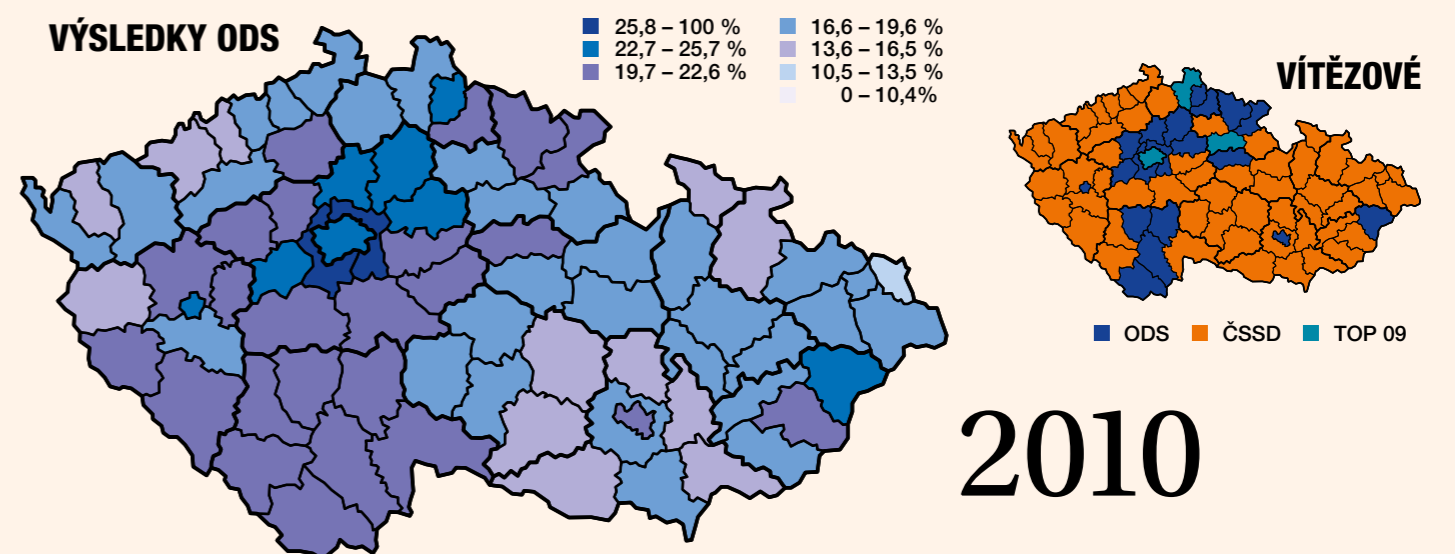 VÝSLEDKY ODS
25,8 – 100 %
22,7 – 25,7 %
19,7 – 22,6 %
16,6 – 19,6 %
13,6 – 16,5 %
10,5 – 13,5 %
0 – 10,4%
VÍTĚZOVÉ
ODS
ČSSD
TOP 09
2010